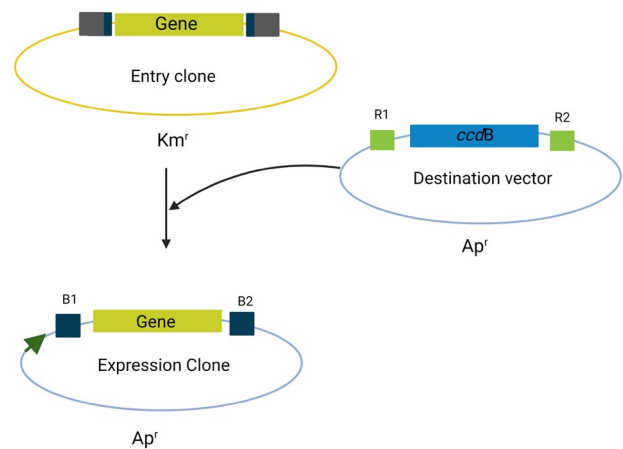 Gene
Entry clone
Kmʳ
R1
R2
ccdB
Destination vector
Apʳ
B1
B2
Gene
Expression Clone
Apʳ